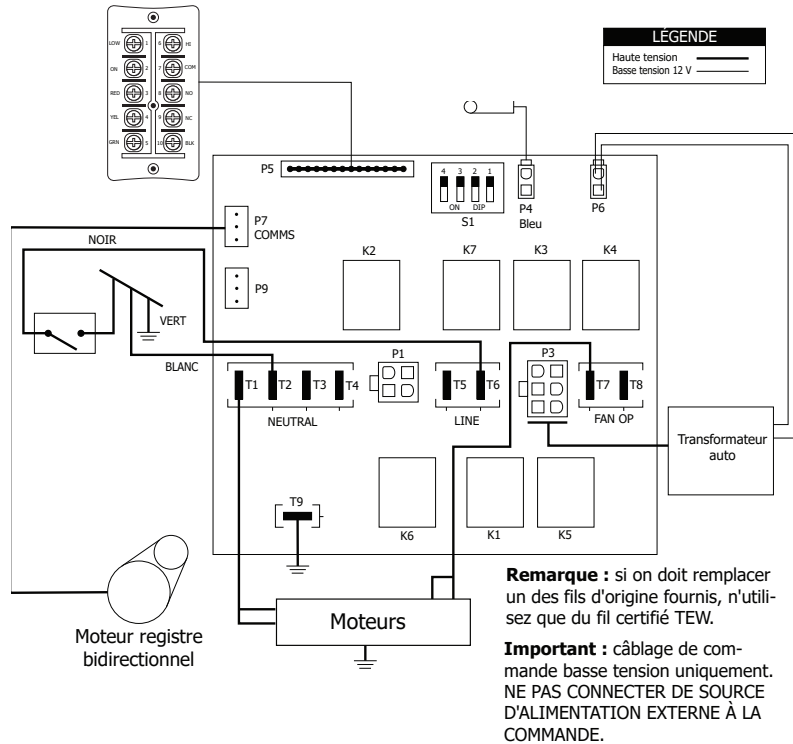 LÉGENDE
Haute tension
Basse tension 12 V
LOW 1 6 HI
ON 2 7 COM
RED 3 8 NO
YEL 4 9 NC
GRN 5 10 BLK
P5
4 3 2 1
ON DIP
S1
P4
Bleu
P6
P7
COMMS
NOIR
K2
K7
K3
K4
P9
VERT
BLANC
P1
P3
T1 T2 T3 T4
T5 T6
T7 T8
NEUTRAL
LINE
FAN OP
Transformateur
auto
T9
K6
K1
K5
Moteurs
Moteur registre
bidirectionnel
Remarque : si on doit remplacer
un des fils d'origine fournis, n'utili-
sez que du fil certifié TEW.
Important : câblage de com-
mande basse tension uniquement.
NE PAS CONNECTER DE SOURCE
D'ALIMENTATION EXTERNE À LA
COMMANDE.